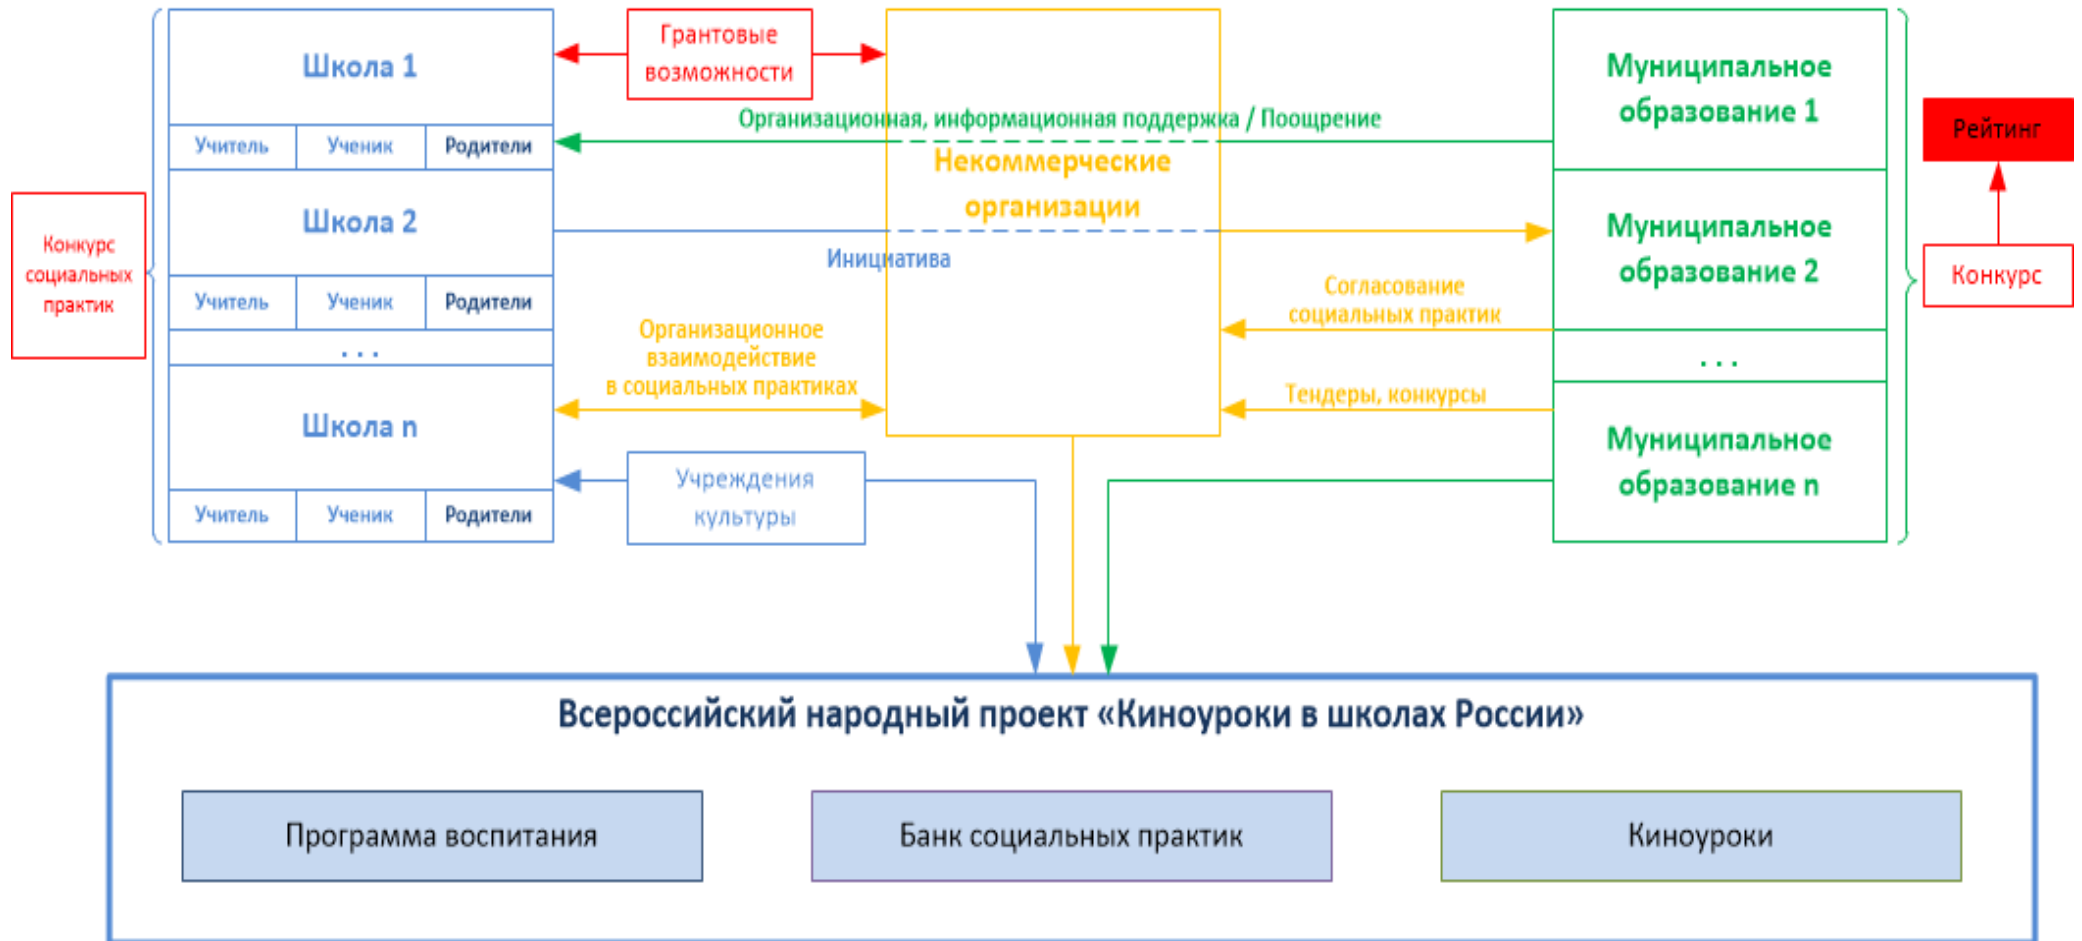 Конкурс
социальных
практик
Школа 1
Учитель Ученик Родители
Школа 2
Учитель Ученик Родители
. . .
Школа n
Учитель Ученик Родители
Грантовые
возможности
Организационная, информационная поддержка / Поощрение
Некоммерческие
организации
Инициатива
Организационное
взаимодействие
в социальных практиках
Согласование
социальных практик
Тендеры, конкурсы
Учреждения
культуры
Муниципальное
образование 1
Муниципальное
образование 2
. . .
Муниципальное
образование n
Рейтинг
Конкурс
Всероссийский народный проект «Киноуроки в школах России»
Программа воспитания
Банк социальных практик
Киноуроки